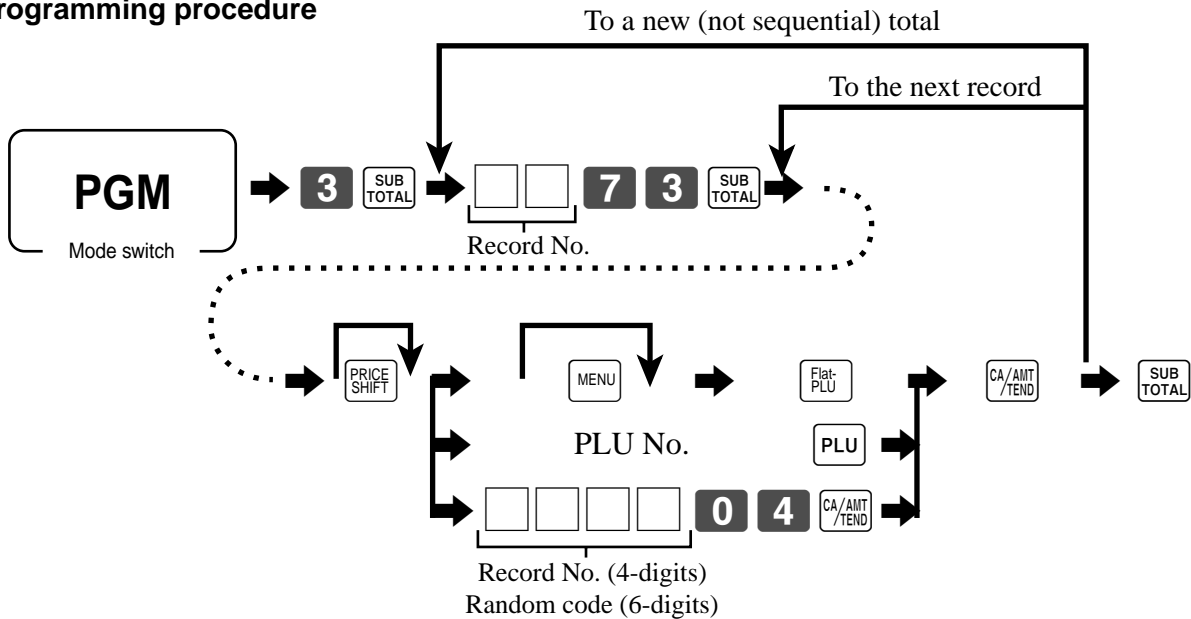 rogramming procedure
To a new (not sequential) total
To the next record
PGM
Mode switch
3 SUB TOTAL 7 3 SUB TOTAL
Record No.
PRICE SHIFT MENU Flat-PLU CA/AMT/TEND SUB TOTAL
PLU No. PLU
0 4 CA/AMT/TEND
Record No. (4-digits)
Random code (6-digits)